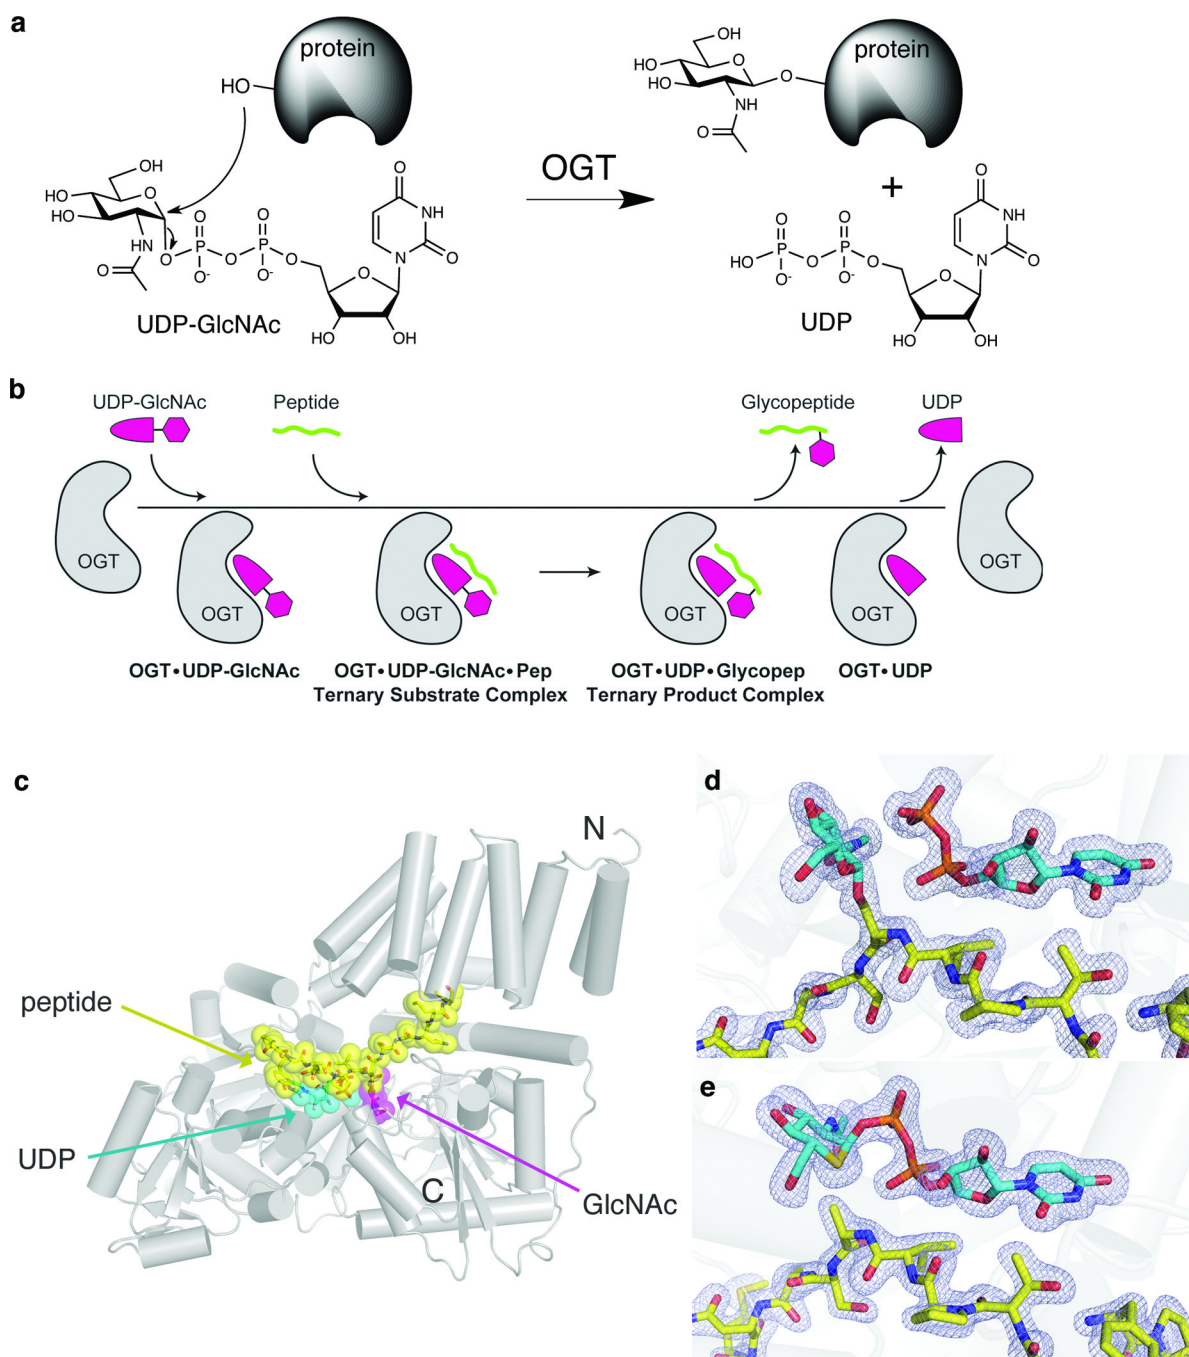 a
protein
HO
OH
HO
HO
O
HN
O
O
P
O
O-
O
P
O
O-
O
O
O
NH
N
O
HO
OH
UDP-GlcNAc
OGT
OH
HO
HO
O
O
NH
O
protein
+
O
O
HO
P
O
P
O
O-
O-
O
NH
N
O
O
HO
OH
UDP
b
UDP-GlcNAc
Peptide
Glycopeptide
UDP
OGT
OGT
OGT
OGT
OGT
OGT
OGT•UDP-GlcNAc
OGT•UDP-GlcNAc•Pep
Ternary Substrate Complex
OGT•UDP•Glycopep
Ternary Product Complex
OGT•UDP
c
N
peptide
UDP
C
GlcNAc
d
e